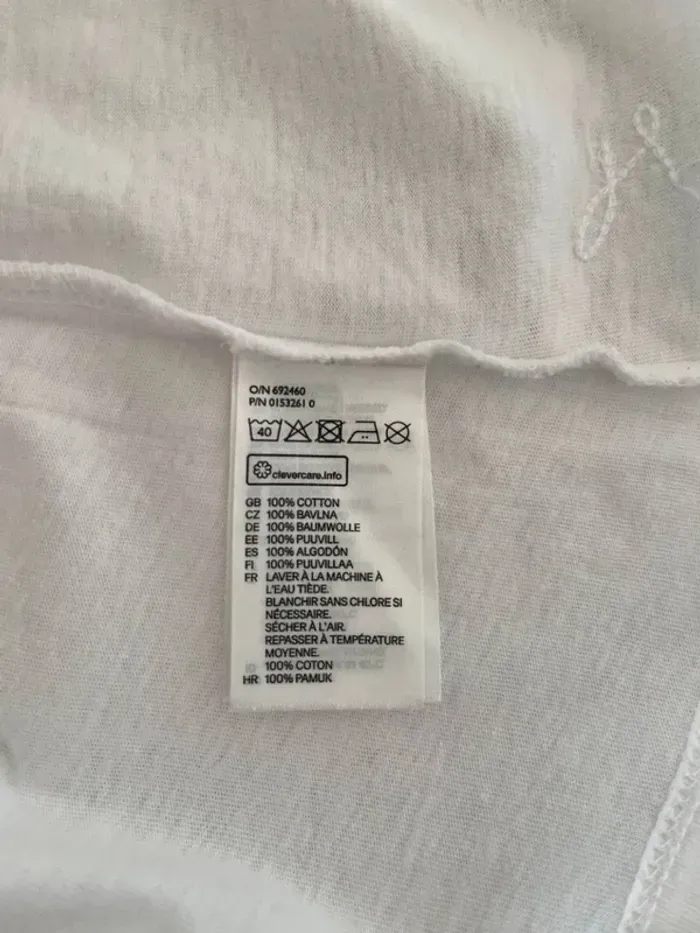 O/N 692460
P/N 0153261 0
40
clevercare.info
GB 100% COTTON
CZ 100% BAVLNA
DE 100% BAUMWOLLE
EE 100% PUUVILL
ES 100% ALGODÓN
FI 100% PUUVILLAA
FR LAVER À LA MACHINE À
L'EAU TIÈDE.
BLANCHIR SANS CHLORE SI
NÉCESSAIRE.
SÉCHER À L'AIR.
REPASSER À TEMPÉRATURE
MOYENNE.
100% COTON
HR 100% PAMUK